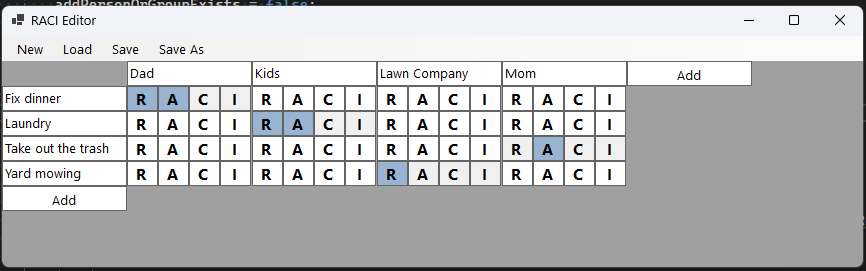 addPersonOrGroupExists = false;
RACI Editor
New Load Save Save As
Dad Kids Lawn Company Mom Add
Fix dinner R A C I R A C I R A C I R A C I
Laundry R A C I R A C I R A C I R A C I
Take out the trash R A C I R A C I R A C I R A C I
Yard mowing R A C I R A C I R A C I R A C I
Add